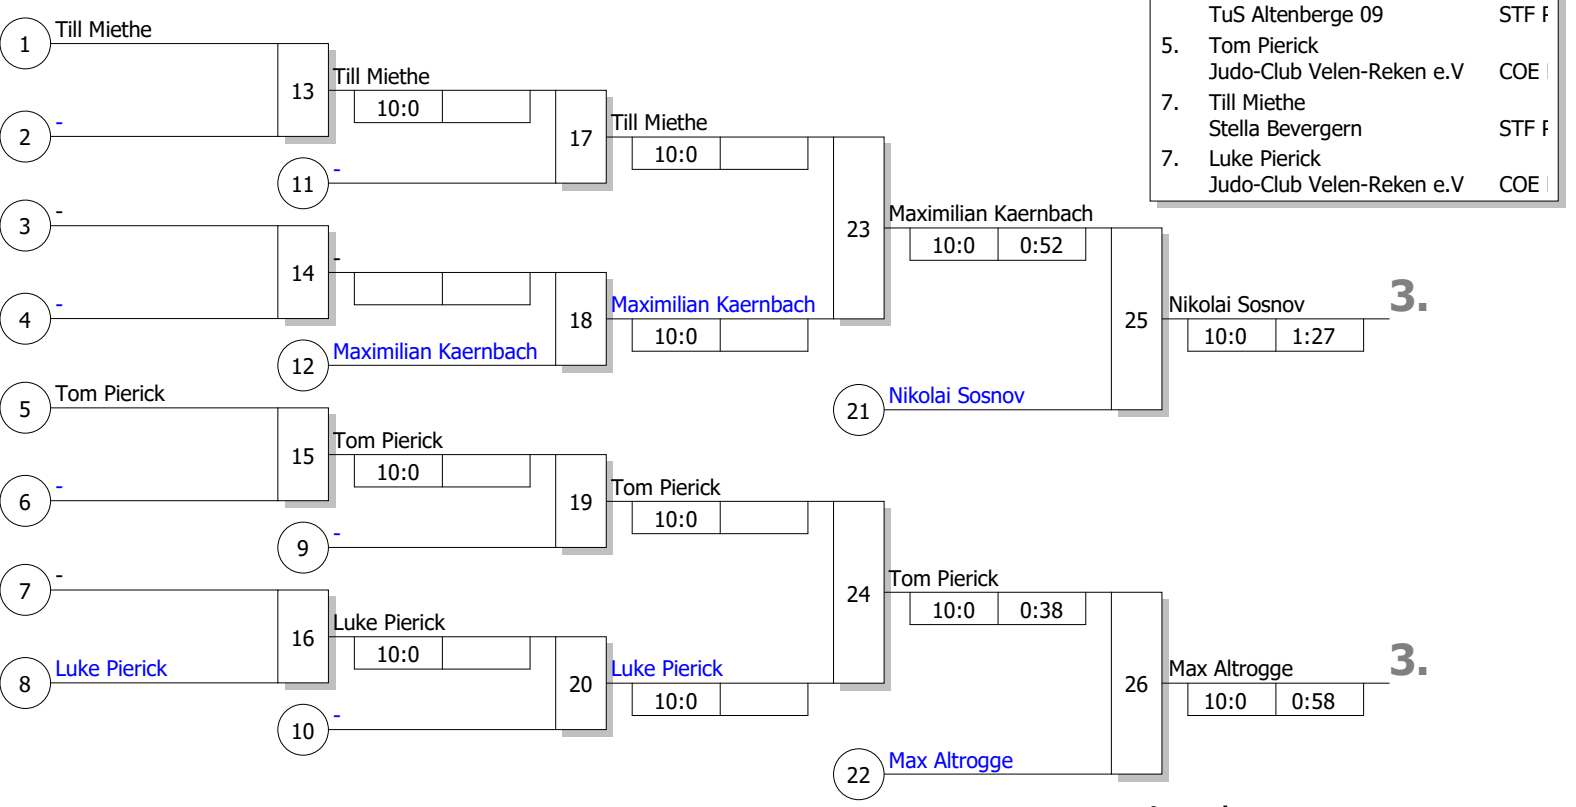 TuS Altenberge 09 STF
5. Tom Pierick
Judo-Club Velen-Reken e.V COE
7. Till Miethe
Stella Bevergern STF
7. Luke Pierick
Judo-Club Velen-Reken e.V COE
1 Till Miethe
13 Till Miethe
10:0
2 -
17 Till Miethe
10:0
11 -
3 -
23 Maximilian Kaernbach
10:0 0:52
14 -
4 -
18 Maximilian Kaernbach
10:0
12 Maximilian Kaernbach
25 Nikolai Sosnov 3.
10:0 1:27
5 Tom Pierick
21 Nikolai Sosnov
15 Tom Pierick
10:0
6 -
19 Tom Pierick
10:0
9 -
7 -
24 Tom Pierick
10:0 0:38
16 Luke Pierick
10:0
8 Luke Pierick
20 Luke Pierick
10:0
10 -
26 Max Altrogge 3.
10:0 0:58
22 Max Altrogge